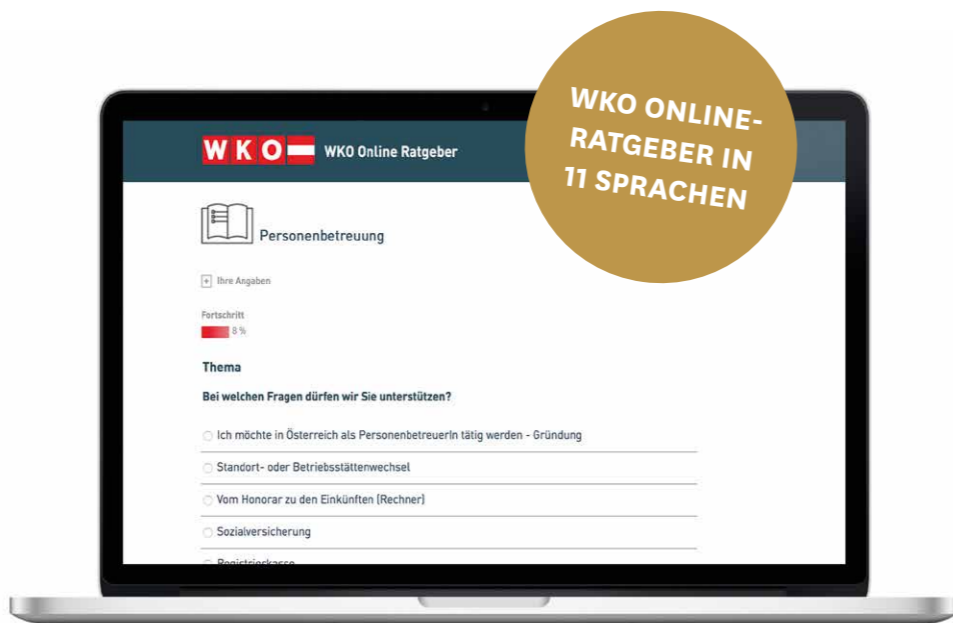 WKO ONLINE-
RATGEBER IN
11 SPRACHEN
WKO WKO Online Ratgeber
Personenbetreuung
Ihre Angaben
Fortschritt
8 %
Thema
Bei welchen Fragen dürfen wir Sie unterstützen?
Ich möchte in Österreich als PersonenbetreuerIn tätig werden - Gründung
Standort- oder Betriebsstättenwechsel
Vom Honorar zu den Einkünften (Rechner)
Sozialversicherung
Registrierkasse